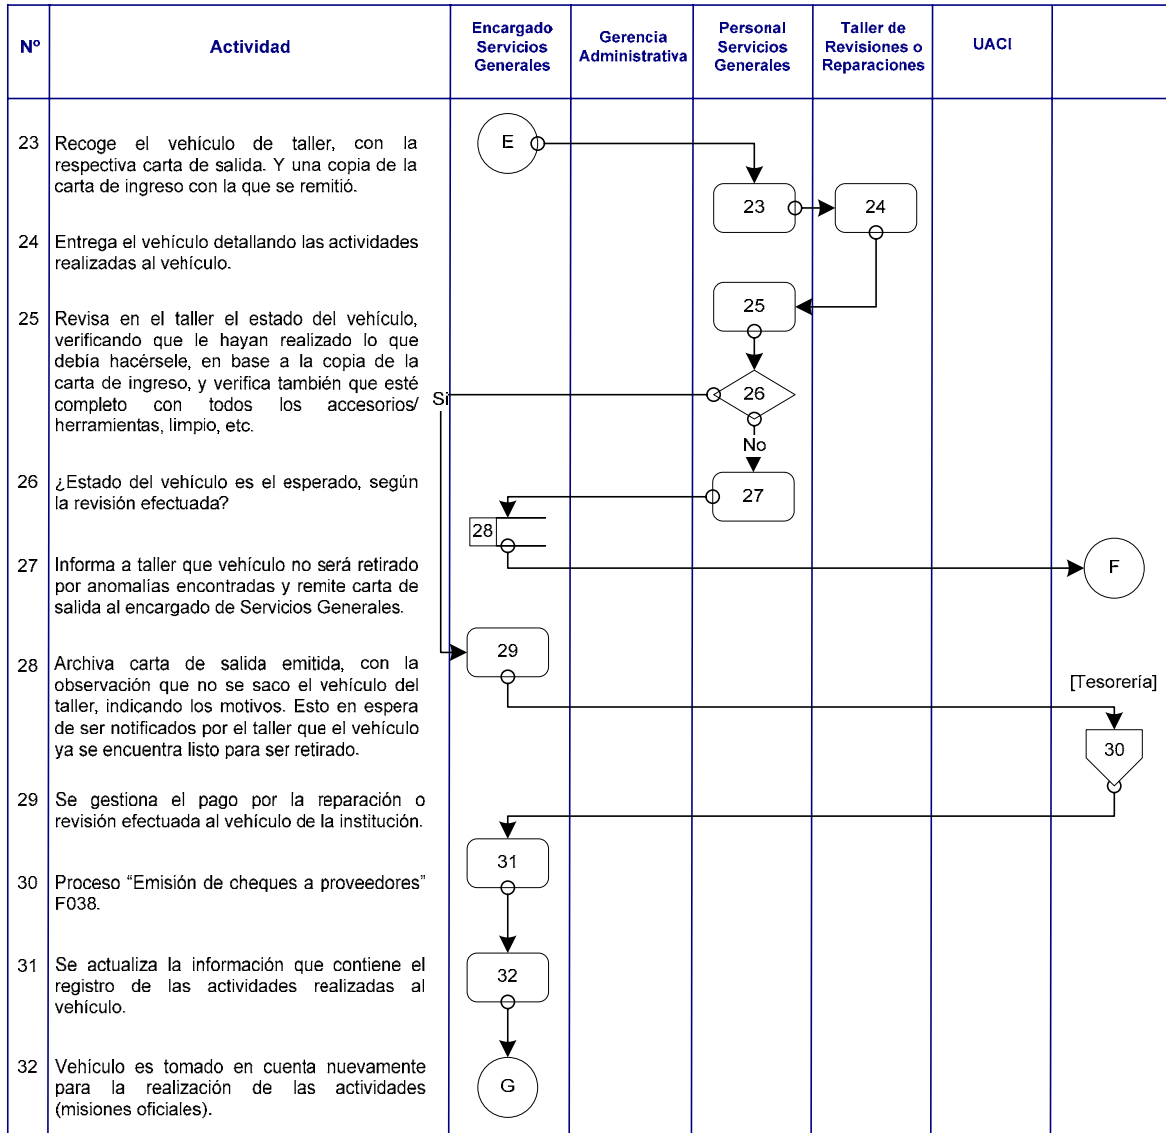 Nº
Actividad
Encargado
Servicios
Generales
Gerencia
Administrativa
Personal
Servicios
Generales
Taller de
Revisiones o
Reparaciones
UACI
23 Recoge el vehículo de taller, con la
respectiva carta de salida. Y una copia de la
carta de ingreso con la que se remitió.
24 Entrega el vehículo detallando las actividades
realizadas al vehículo.
25 Revisa en el taller el estado del vehículo,
verificando que le hayan realizado lo que
debía hacérsele, en base a la copia de la
carta de ingreso, y verifica también que esté
completo con todos los accesorios/
herramientas, limpio, etc.
26 ¿Estado del vehículo es el esperado, según
la revisión efectuada?
27 Informa a taller que vehículo no será retirado
por anomalías encontradas y remite carta de
salida al encargado de Servicios Generales.
28 Archiva carta de salida emitida, con la
observación que no se saco el vehículo del
taller, indicando los motivos. Esto en espera
de ser notificados por el taller que el vehículo
ya se encuentra listo para ser retirado.
29 Se gestiona el pago por la reparación o
revisión efectuada al vehículo de la institución.
30 Proceso “Emisión de cheques a proveedores”
F038.
31 Se actualiza la información que contiene el
registro de las actividades realizadas al
vehículo.
32 Vehículo es tomado en cuenta nuevamente
para la realización de las actividades
(misiones oficiales).
E
23
24
25
26
Si
No
27
28
F
29
[Tesorería]
30
31
32
G